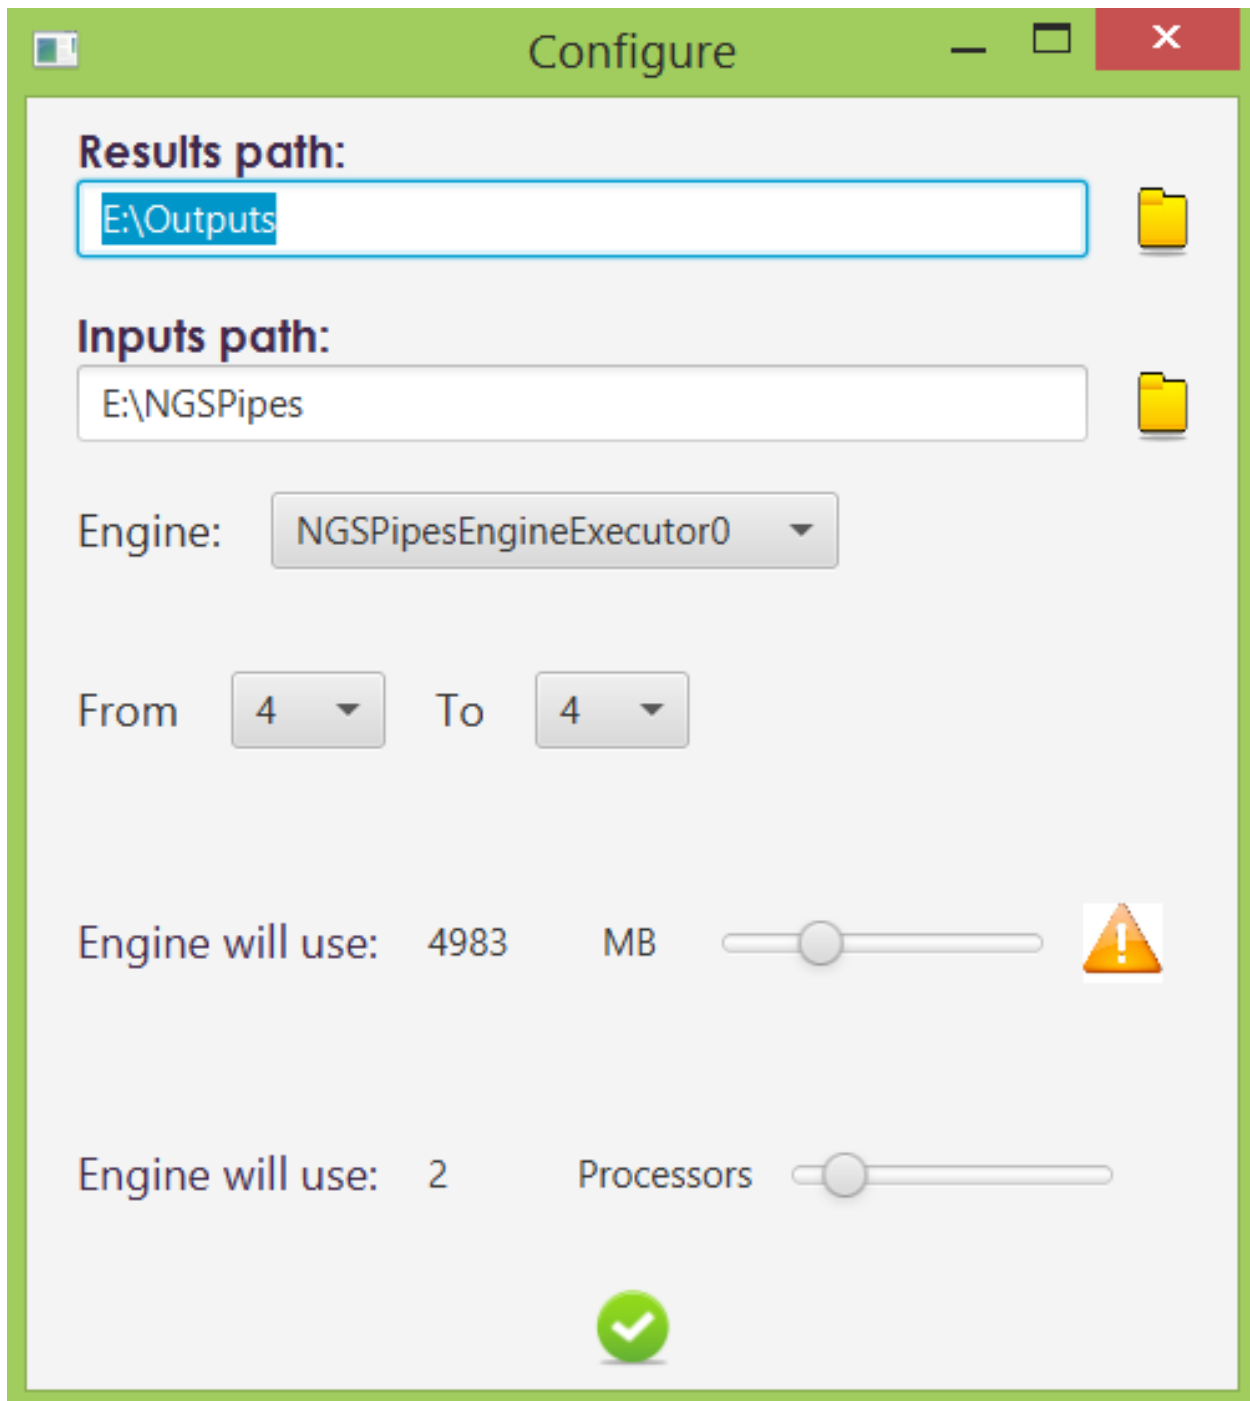 Configure
Results path:
E:\Outputs
Inputs path:
E:\NGSPipes
Engine: NGSPipesEngineExecutor0
From 4 To 4
Engine will use: 4983 MB
Engine will use: 2 Processors